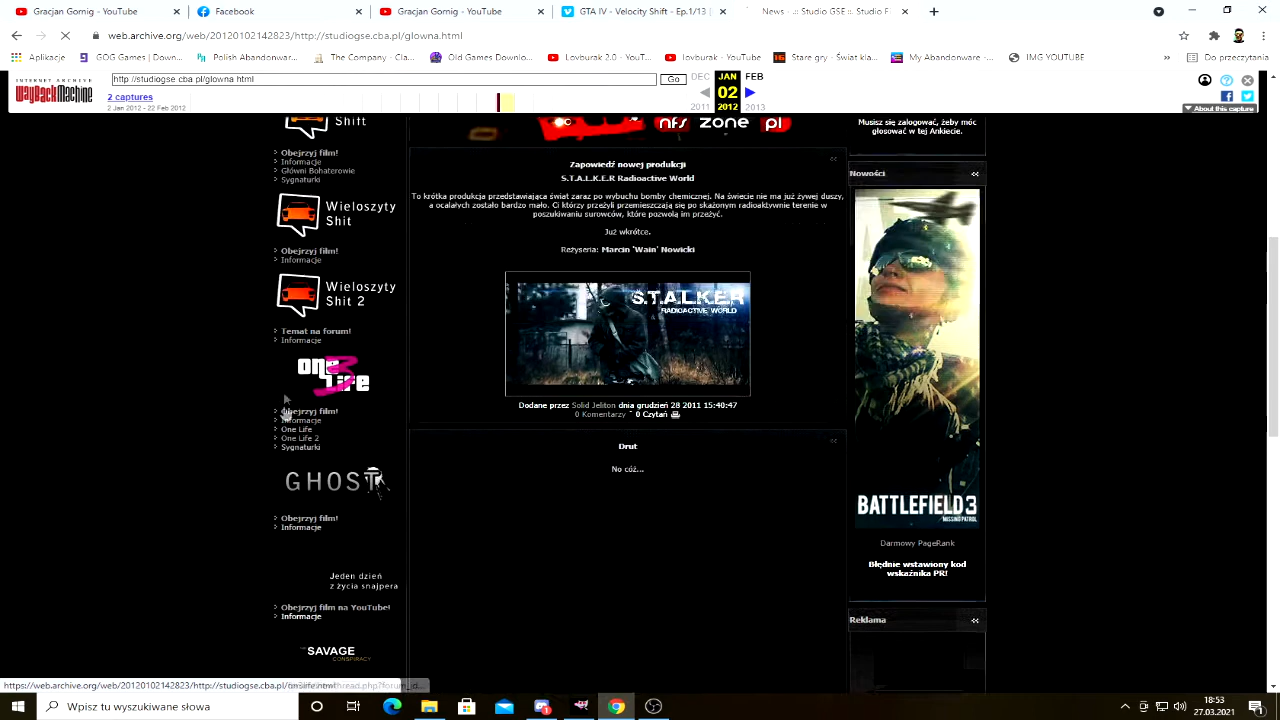 Gracjan Gomig - YouTube
Facebook
Gracjan Gomig - YouTube
GTA IV - Velocity Shift - Ep.1/13 (
News - :: Studio GSE :: Studio F
web.archive.org/web/20120102142823/http://studiogse.cba.pl/glowna.html
Aplikacje
GOG Games | Downl...
Polish Abandonwar...
Toontrack | Game C...
Old Games Downlo...
Lovburak 2.0 - YouT...
lovburak - YouTube
Stare gry - Świat kla...
My Abandonware -...
IMG YOUTUBE
»
Do przeczytania
INTERNET ARCHIVE
WayBackMachine
http://studiogse.cba.pl/glowna.html
Go
DEC JAN FEB
2 captures
02
2 Jan 2012 - 22 Feb 2012
2011 2012 2013
About this capture
Shift
nfs zone pl
Musisz się zalogować, żeby móc
głosować w tej Ankiecie.
Obejrzyj film!
Informacje
Główni Bohaterowie
Sygnaturki
Wieloszyty
Shit
Obejrzyj film!
Informacje
Wieloszyty
Shit 2
Temat na forum!
Informacje
one 3
life
Obejrzyj film!
Informacje
One Life
One Life 2
Sygnaturki
GHOST
Obejrzyj film!
Informacje
Jeden dzień
z życia snajpera
Obejrzyj film na YouTube!
Informacje
THE SAVAGE
CONSPIRACY
Zapowiedź nowej produkcji
S.T.A.L.K.E.R Radioactive World
To krótka produkcja przedstawiająca świat zaraz po wybuchu bomby chemicznej. Na świecie nie ma już żywej duszy,
a ocalałych zostało bardzo mało. Ci którzy przeżyli przemieszczają się po skażonym radioaktywnie terenie w
poszukiwaniu surowców, które pozwolą im przeżyć.
Już wkrótce.
Reżyseria: Marcin 'Wain' Nowicki
S.T.A.L.K.E.R
RADIOACTIVE WORLD
Dodane przez Solid Jeliton dnia grudzień 28 2011 15:40:47
0 Komentarzy · 0 Czytań
Drut
No cóż...
Nowości
BATTLEFIELD 3
MISSING PATROL
Darmowy PageRank
Błędnie wstawiony kod
wskaźnika PR!
Reklama
Wpisz tu wyszukiwane słowa
18:53
27.03.2021